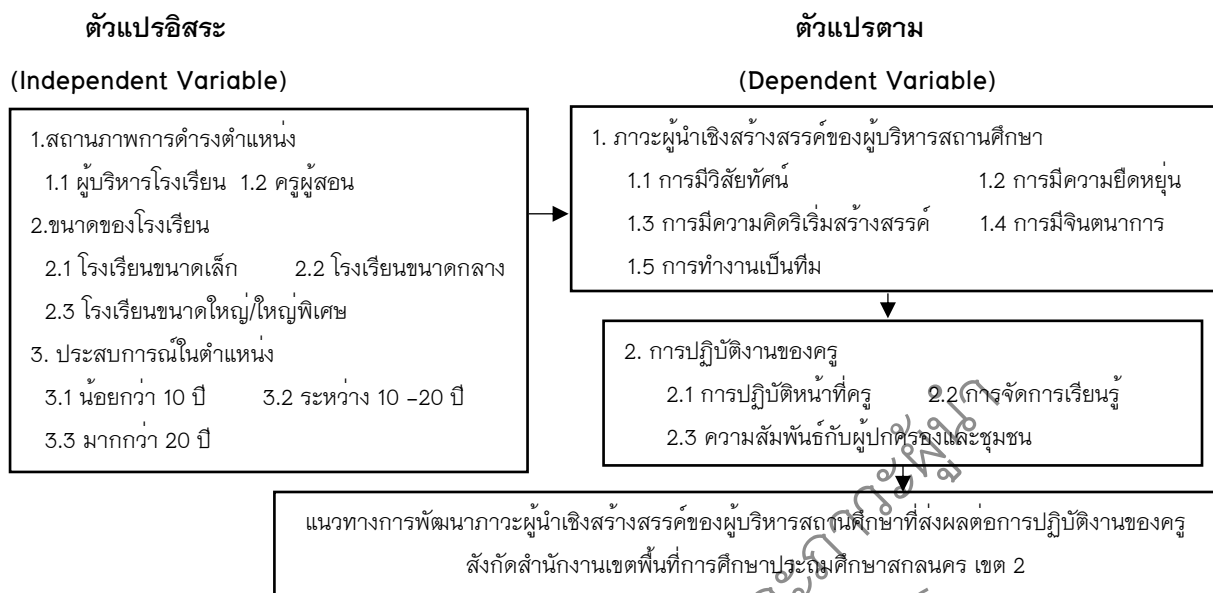 ตัวแปรอิสระ
(Independent Variable)
1.สถานภาพการดำรงตำแหน่ง
1.1 ผู้บริหารโรงเรียน 1.2 ครูผู้สอน
2.ขนาดของโรงเรียน
2.1 โรงเรียนขนาดเล็ก 2.2 โรงเรียนขนาดกลาง
2.3 โรงเรียนขนาดใหญ่/ใหญ่พิเศษ
3. ประสบการณ์ในตำแหน่ง
3.1 น้อยกว่า 10 ปี 3.2 ระหว่าง 10 –20 ปี
3.3 มากกว่า 20 ปี
ตัวแปรตาม
(Dependent Variable)
1. ภาวะผู้นำเชิงสร้างสรรค์ของผู้บริหารสถานศึกษา
1.1 การมีวิสัยทัศน์ 1.2 การมีความยืดหยุ่น
1.3 การมีความคิดริเริ่มสร้างสรรค์ 1.4 การมีจินตนาการ
1.5 การทำงานเป็นทีม
2. การปฏิบัติงานของครู
2.1 การปฏิบัติหน้าที่ครู 2.2 การจัดการเรียนรู้
2.3 ความสัมพันธ์กับผู้ปกครองและชุมชน
แนวทางการพัฒนาภาวะผู้นำเชิงสร้างสรรค์ของผู้บริหารสถานศึกษาที่ส่งผลต่อการปฏิบัติงานของครู
สังกัดสำนักงานเขตพื้นที่การศึกษาประถมศึกษาสกลนคร เขต 2